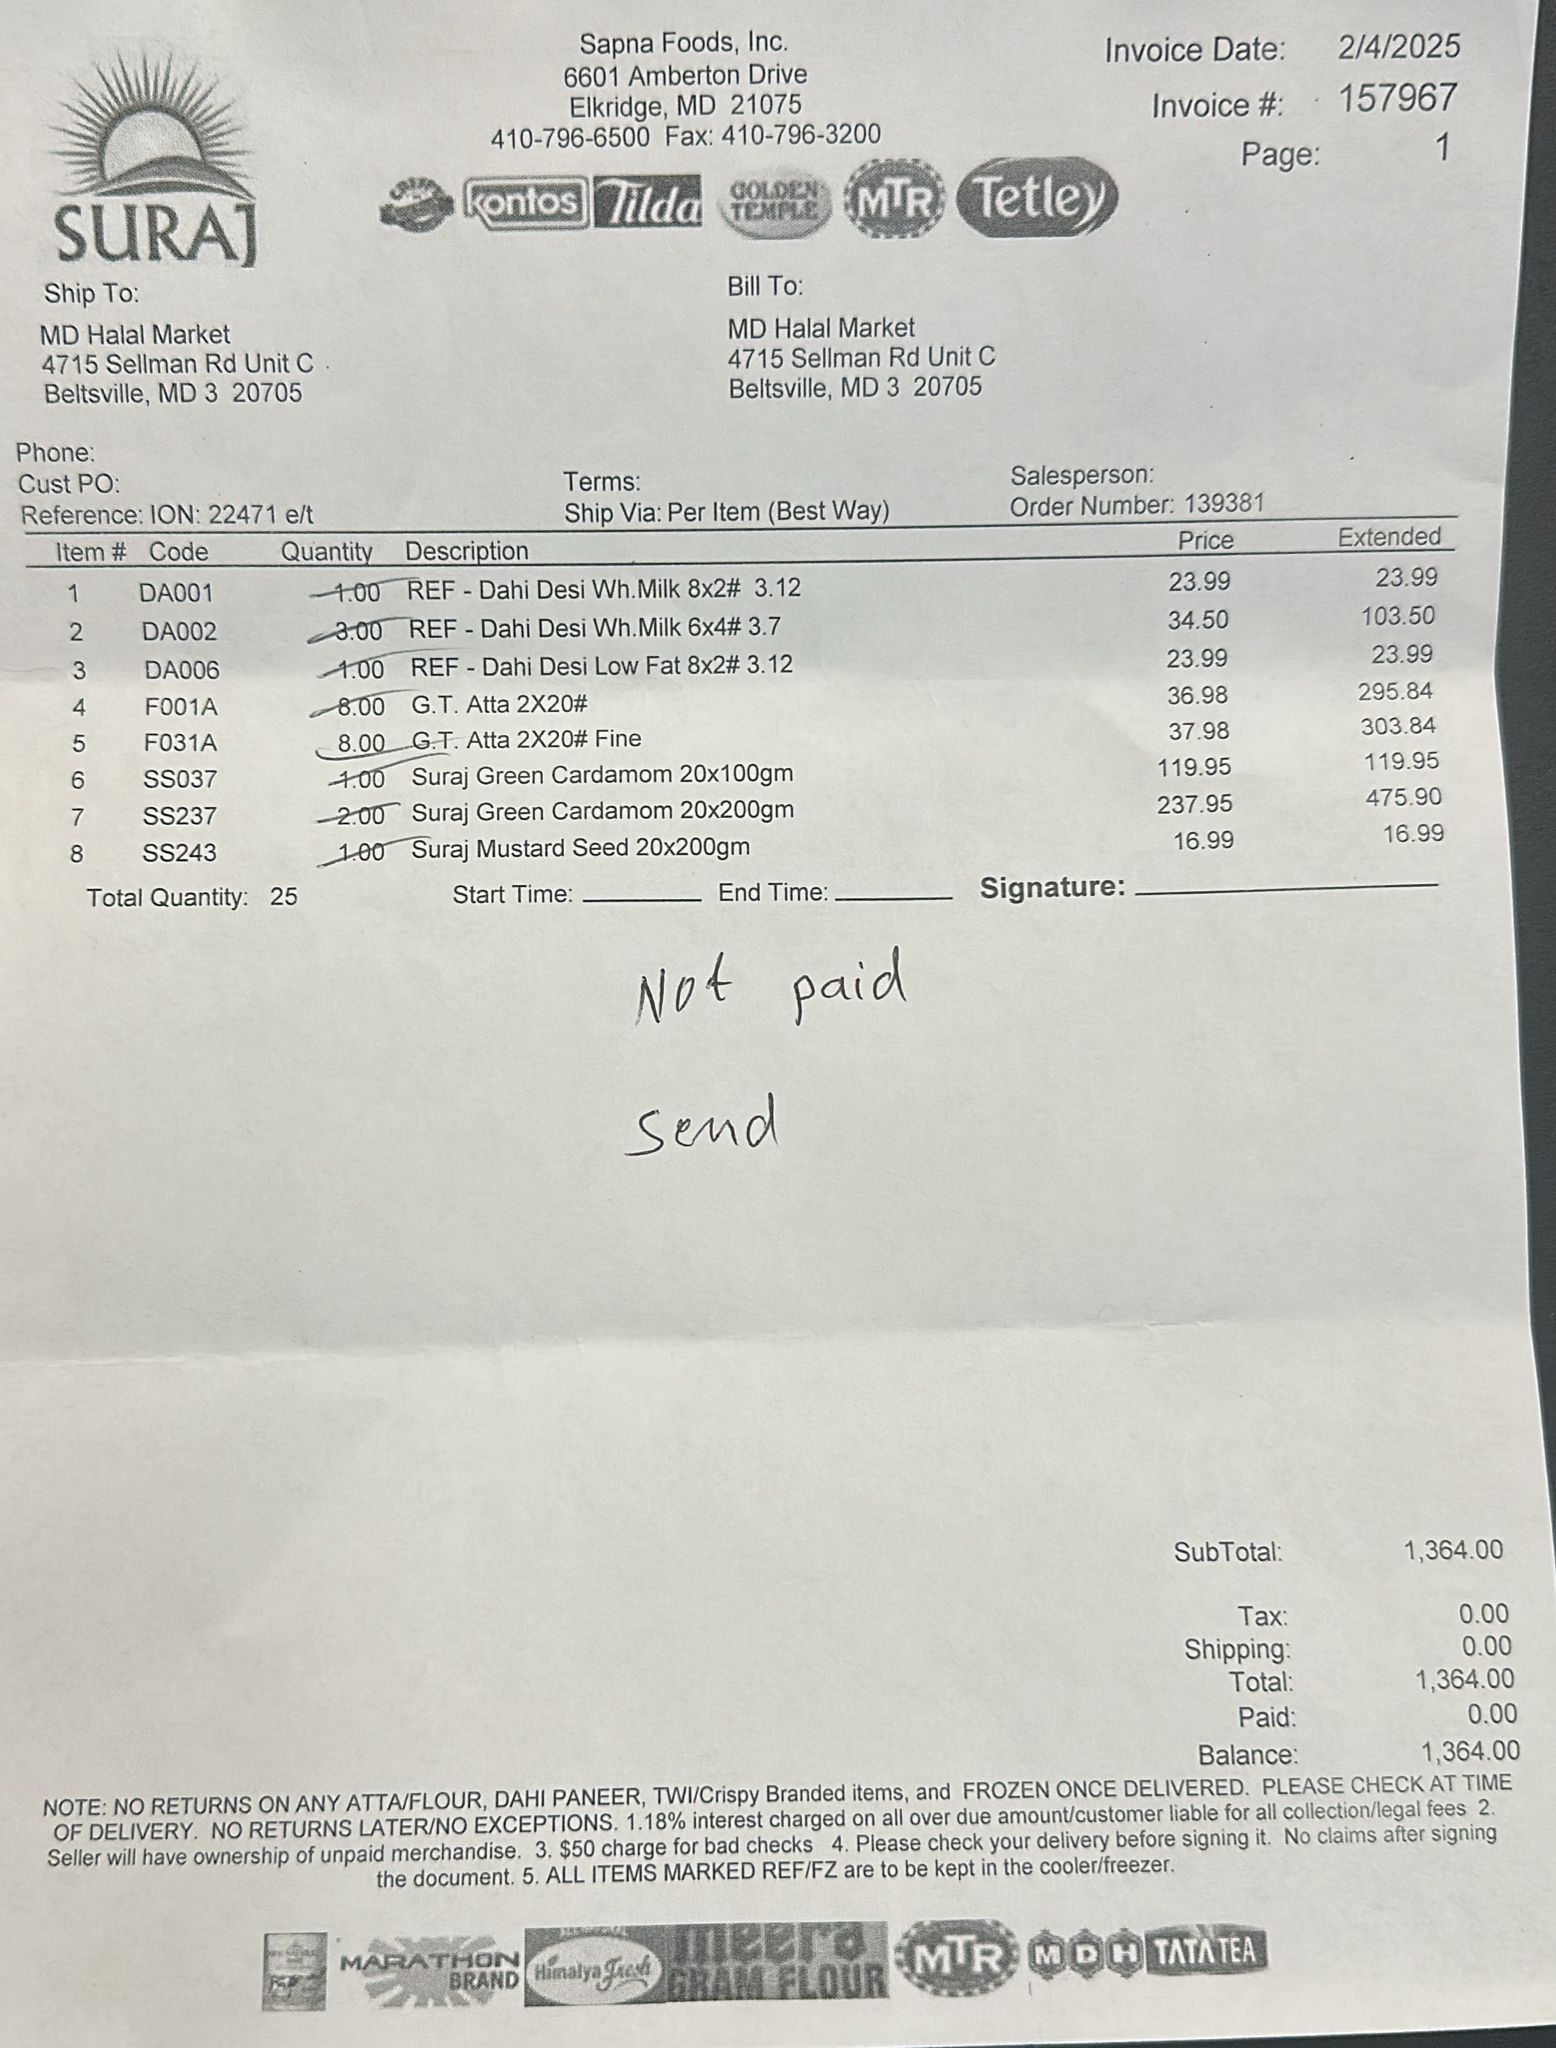 Sapna Foods, Inc.
6601 Amberton Drive
Elkridge, MD 21075
410-796-6500 Fax: 410-796-3200
Invoice Date: 2/4/2025
Invoice #: 157967
Page: 1
SURAJ
kontos Tilda GOLDEN TEMPLE MTR Tetley
Ship To:
MD Halal Market
4715 Sellman Rd Unit C
Beltsville, MD 3 20705
Bill To:
MD Halal Market
4715 Sellman Rd Unit C
Beltsville, MD 3 20705
Phone:
Cust PO: Terms: Salesperson:
Reference: ION: 22471 e/t Ship Via: Per Item (Best Way) Order Number: 139381
Item # Code Quantity Description Price Extended
1 DA001 1.00 REF - Dahi Desi Wh.Milk 8x2# 3.12 23.99 23.99
2 DA002 3.00 REF - Dahi Desi Wh.Milk 6x4# 3.7 34.50 103.50
3 DA006 1.00 REF - Dahi Desi Low Fat 8x2# 3.12 23.99 23.99
4 F001A 8.00 G.T. Atta 2X20# 36.98 295.84
5 F031A 8.00 G.T. Atta 2X20# Fine 37.98 303.84
6 SS037 1.00 Suraj Green Cardamom 20x100gm 119.95 119.95
7 SS237 2.00 Suraj Green Cardamom 20x200gm 237.95 475.90
8 SS243 1.00 Suraj Mustard Seed 20x200gm 16.99 16.99
Total Quantity: 25 Start Time: End Time: Signature:
Not paid
Send
SubTotal: 1,364.00
Tax: 0.00
Shipping: 0.00
Total: 1,364.00
Paid: 0.00
Balance: 1,364.00
NOTE: NO RETURNS ON ANY ATTA/FLOUR, DAHI PANEER, TWI/Crispy Branded items, and FROZEN ONCE DELIVERED. PLEASE CHECK AT TIME
OF DELIVERY. NO RETURNS LATER/NO EXCEPTIONS. 1.18% interest charged on all over due amount/customer liable for all collection/legal fees 2.
Seller will have ownership of unpaid merchandise. 3. $50 charge for bad checks 4. Please check your delivery before signing it. No claims after signing
the document. 5. ALL ITEMS MARKED REF/FZ are to be kept in the cooler/freezer.
MARATHON BRAND Himalya Fresh meera GRAM FLOUR MTR MDH TATA TEA